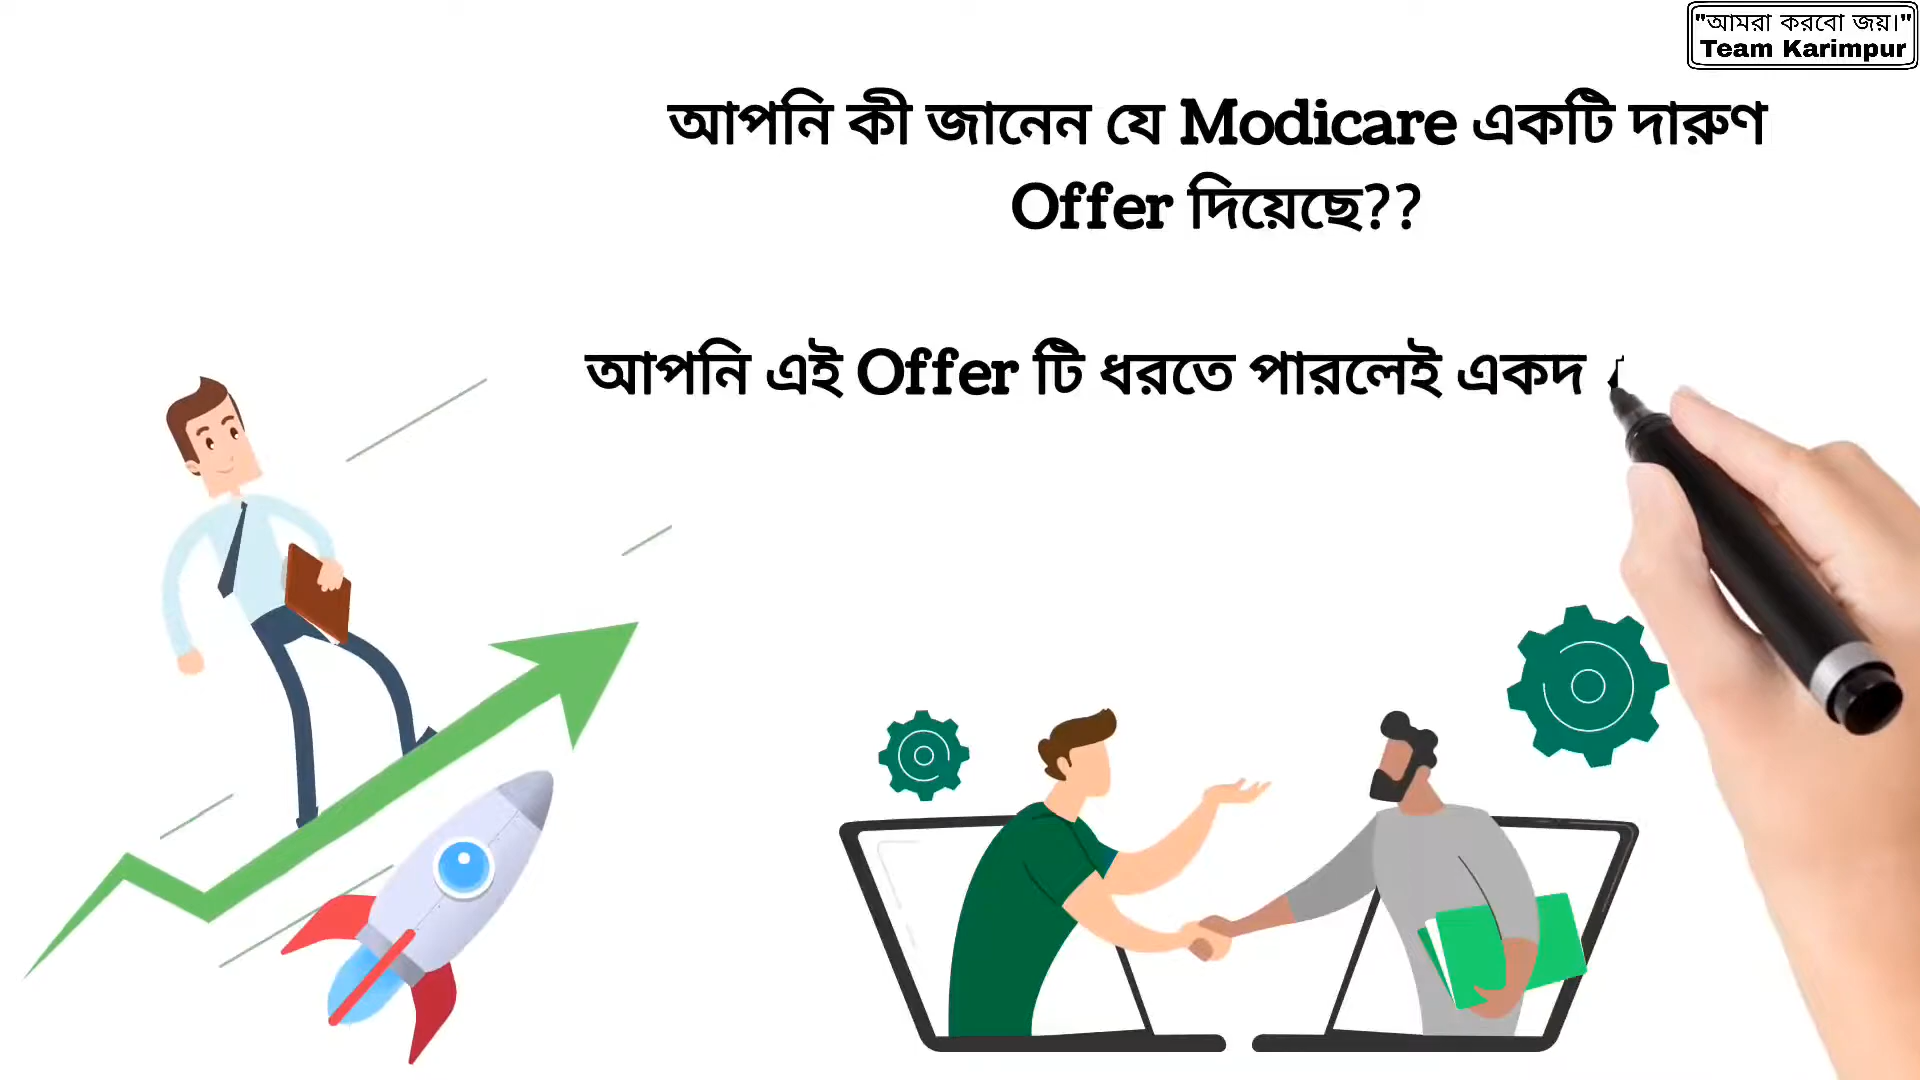 "আমরা করবো জয়।"
Team Karimpur
আপনি কী জানেন যে Modicare একটি দারুণ
Offer দিয়েছে??
আপনি এই Offer টি ধরতে পারলেই একদ